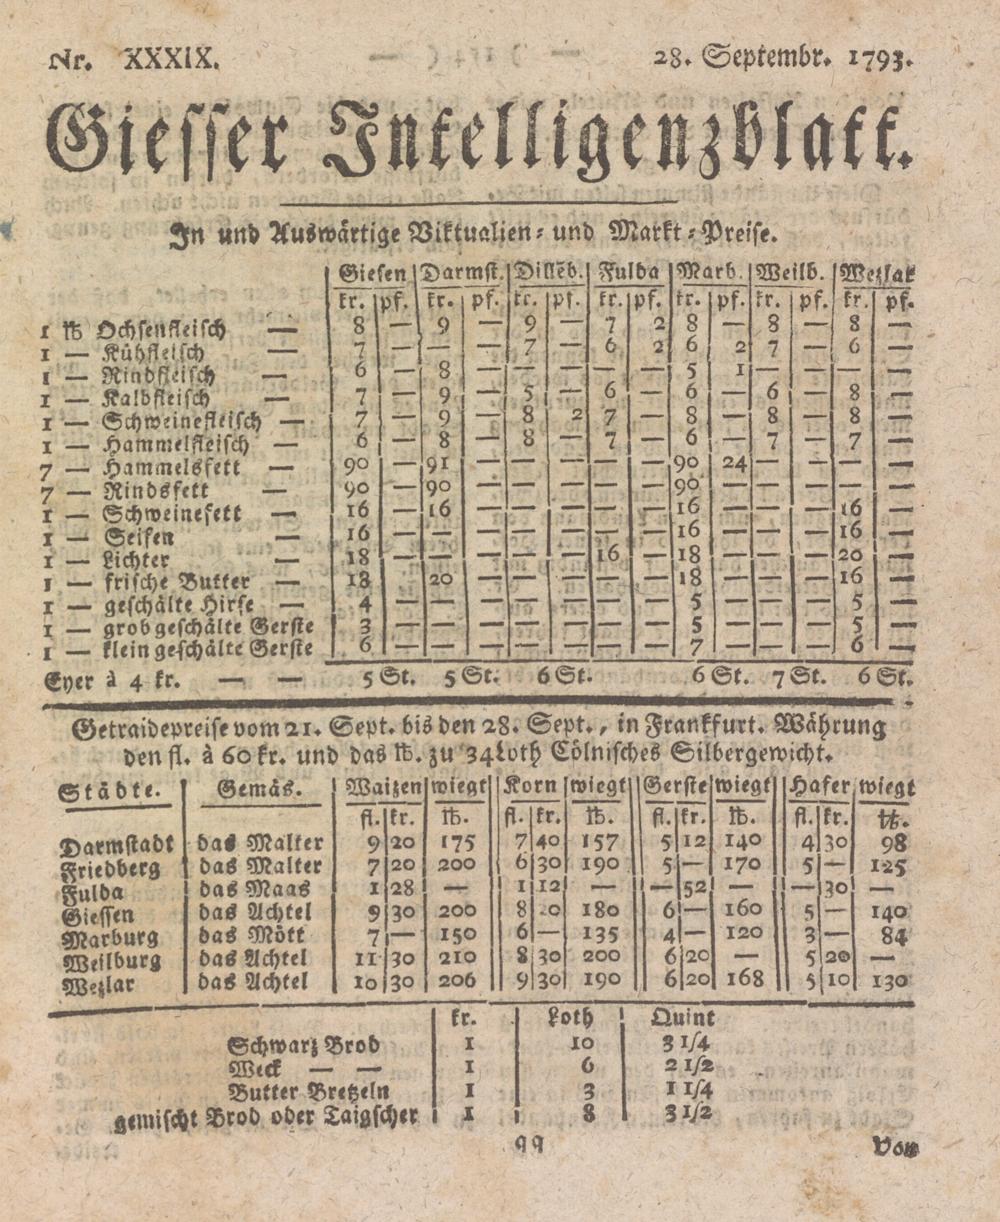 Nr. XXXIX. 28. Septembr. 1793.
Giesser Intelligenzblatt.
In und Auswärtige Viktualien- und Markt-Preise.
Giesen | Darmst. | Dilleb. | Fulda | Marb. | Weilb. | Wezlar
kr. | pf. | kr. | pf. | kr. | pf. | kr. | pf. | kr. | pf. | kr. | pf. | kr. | pf.
1 ℔ Ochsenfleisch — 8 | — | 9 | — | 9 | — | 7 | 2 | 8 | — | 8 | — | 8 | —
1 — Kühfleisch — 7 | — | — | — | 7 | — | 6 | 2 | 6 | 2 | 7 | — | 6 | —
1 — Rindfleisch — 6 | — | 8 | — | — | — | — | — | 5 | 1 | — | — | — | —
1 — Kalbfleisch — 7 | — | 9 | — | 5 | — | 6 | — | 6 | — | 6 | — | 8 | —
1 — Schweinefleisch — 7 | — | 9 | — | 8 | 2 | 7 | — | 8 | — | 8 | — | 8 | —
1 — Hammelfleisch — 6 | — | 8 | — | 8 | — | 7 | — | 6 | — | 7 | — | 7 | —
7 — Hammelsfett — 90 | — | 91 | — | — | — | — | — | 90 | 24 | — | — | — | —
7 — Rindsfett — 90 | — | 90 | — | — | — | — | — | 90 | — | — | — | — | —
1 — Schweinefett — 16 | — | 16 | — | — | — | — | — | 16 | — | — | — | 16 | —
1 — Seifen — 16 | — | — | — | — | — | — | — | 16 | — | — | — | 16 | —
1 — Lichter — 18 | — | — | — | — | — | 16 | — | 18 | — | — | — | 20 | —
1 — frische Butter — 18 | — | 20 | — | — | — | — | — | 18 | — | — | — | 16 | —
1 — geschälte Hirse — 4 | — | — | — | — | — | — | — | 5 | — | — | — | 5 | —
1 — grob geschälte Gerste 3 | — | — | — | — | — | — | — | 5 | — | — | — | 5 | —
1 — klein geschälte Gerste 6 | — | — | — | — | — | — | — | 7 | — | — | — | 6 | —
Eyer à 4 kr. — — 5 St. 5 St. 6 St. 6 St. 7 St. 6 St.
Getraidepreise vom 21. Sept. bis den 28. Sept., in Frankfurt. Währung
den fl. à 60 kr. und das ℔. zu 34 Loth Cölnisches Silbergewicht.
Städte. | Gemäs. | Waizen | wiegt | Korn | wiegt | Gerste | wiegt | Hafer | wiegt
fl. | kr. | ℔. | fl. | kr. | ℔. | fl. | kr. | ℔. | fl. | kr. | ℔.
Darmstadt | das Malter | 9 | 20 | 175 | 7 | 40 | 157 | 5 | 12 | 140 | 4 | 30 | 98
Friedberg | das Malter | 7 | 20 | 200 | 6 | 30 | 190 | 5 | — | 170 | 5 | — | 125
Fulda | das Maas | 1 | 28 | — | 1 | 12 | — | — | 52 | — | — | 30 | —
Giessen | das Achtel | 9 | 30 | 200 | 8 | | 180 | 6 | — | 160 | 5 | — | 140
Marburg | das Mött | 7 | — | 150 | 6 | — | 135 | 4 | — | 120 | 3 | — | 84
Weilburg | das Achtel | 11 | 30 | 210 | 8 | 30 | 200 | 6 | 20 | — | 5 | 20 | —
Wezlar | das Achtel | 10 | 30 | 206 | 9 | 30 | 190 | 6 | 20 | 168 | 5 | 10 | 130
kr. | Loth | Quint
Schwarz Brod | 1 | 10 | 3 1/4
Weck — — | 1 | 6 | 2 1/2
Butter Bretzeln | 1 | 3 | 1 1/4
gemischt Brod oder Taigscher | 1 | 8 | 3 1/2
qq Von